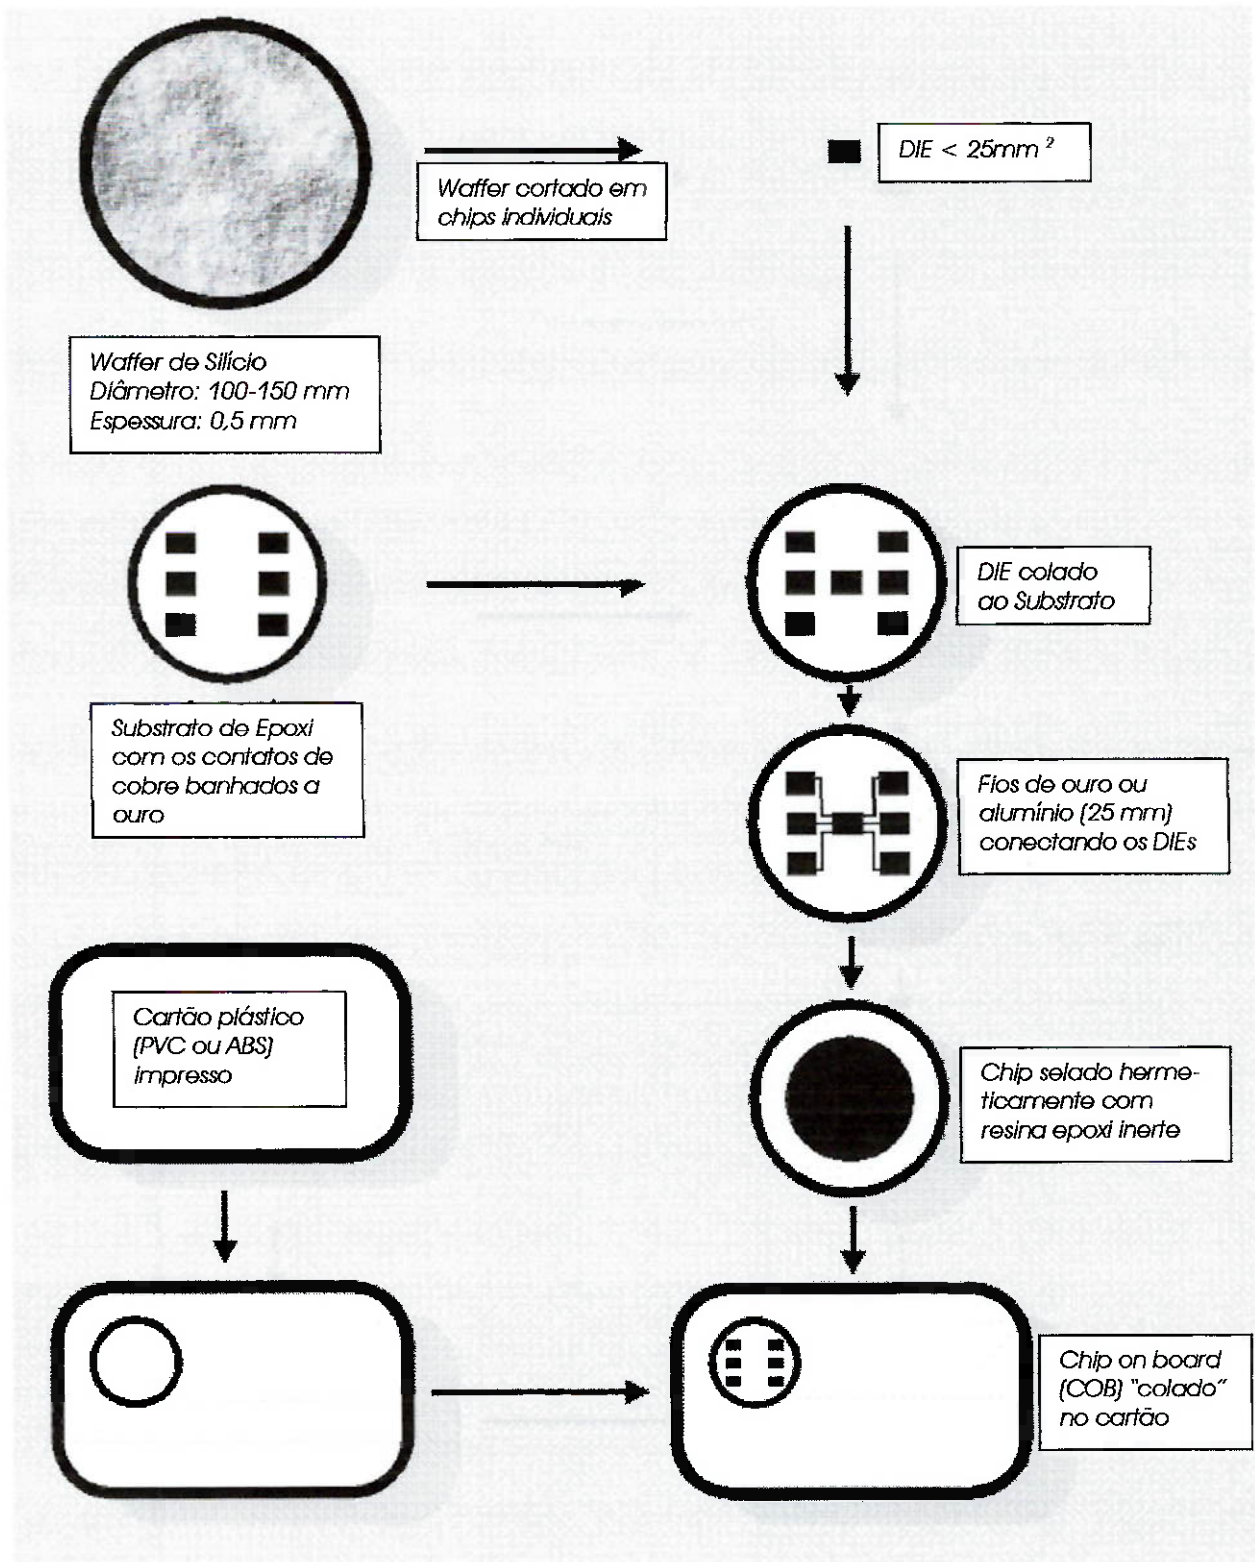 Waffer cortado em
chips individuais
DIE < 25mm ²
Waffer de Silício
Diâmetro: 100-150 mm
Espessura: 0,5 mm
DIE colado
ao Substrato
Substrato de Epoxi
com os contatos de
cobre banhados a
ouro
Fios de ouro ou
alumínio (25 mm)
conectando os DIEs
Cartão plástico
(PVC ou ABS)
impresso
Chip selado herme-
ticamente com
resina epoxi inerte
Chip on board
(COB) "colado"
no cartão